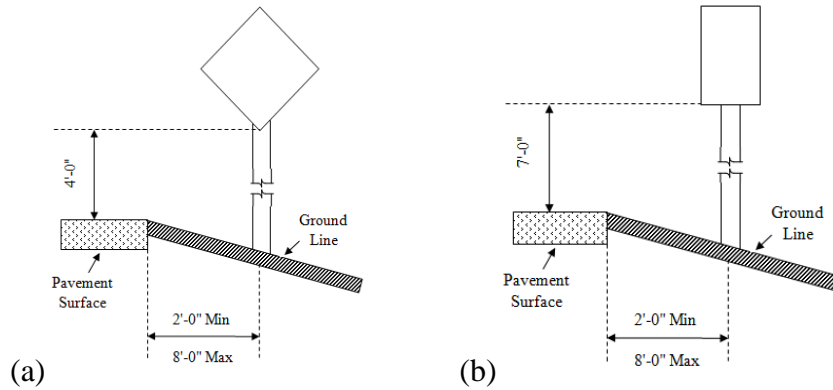 4'-0"
Ground
Line
Pavement
Surface
2'-0" Min
8'-0" Max
(a)
7'-0"
Ground
Line
Pavement
Surface
2'-0" Min
8'-0" Max
(b)